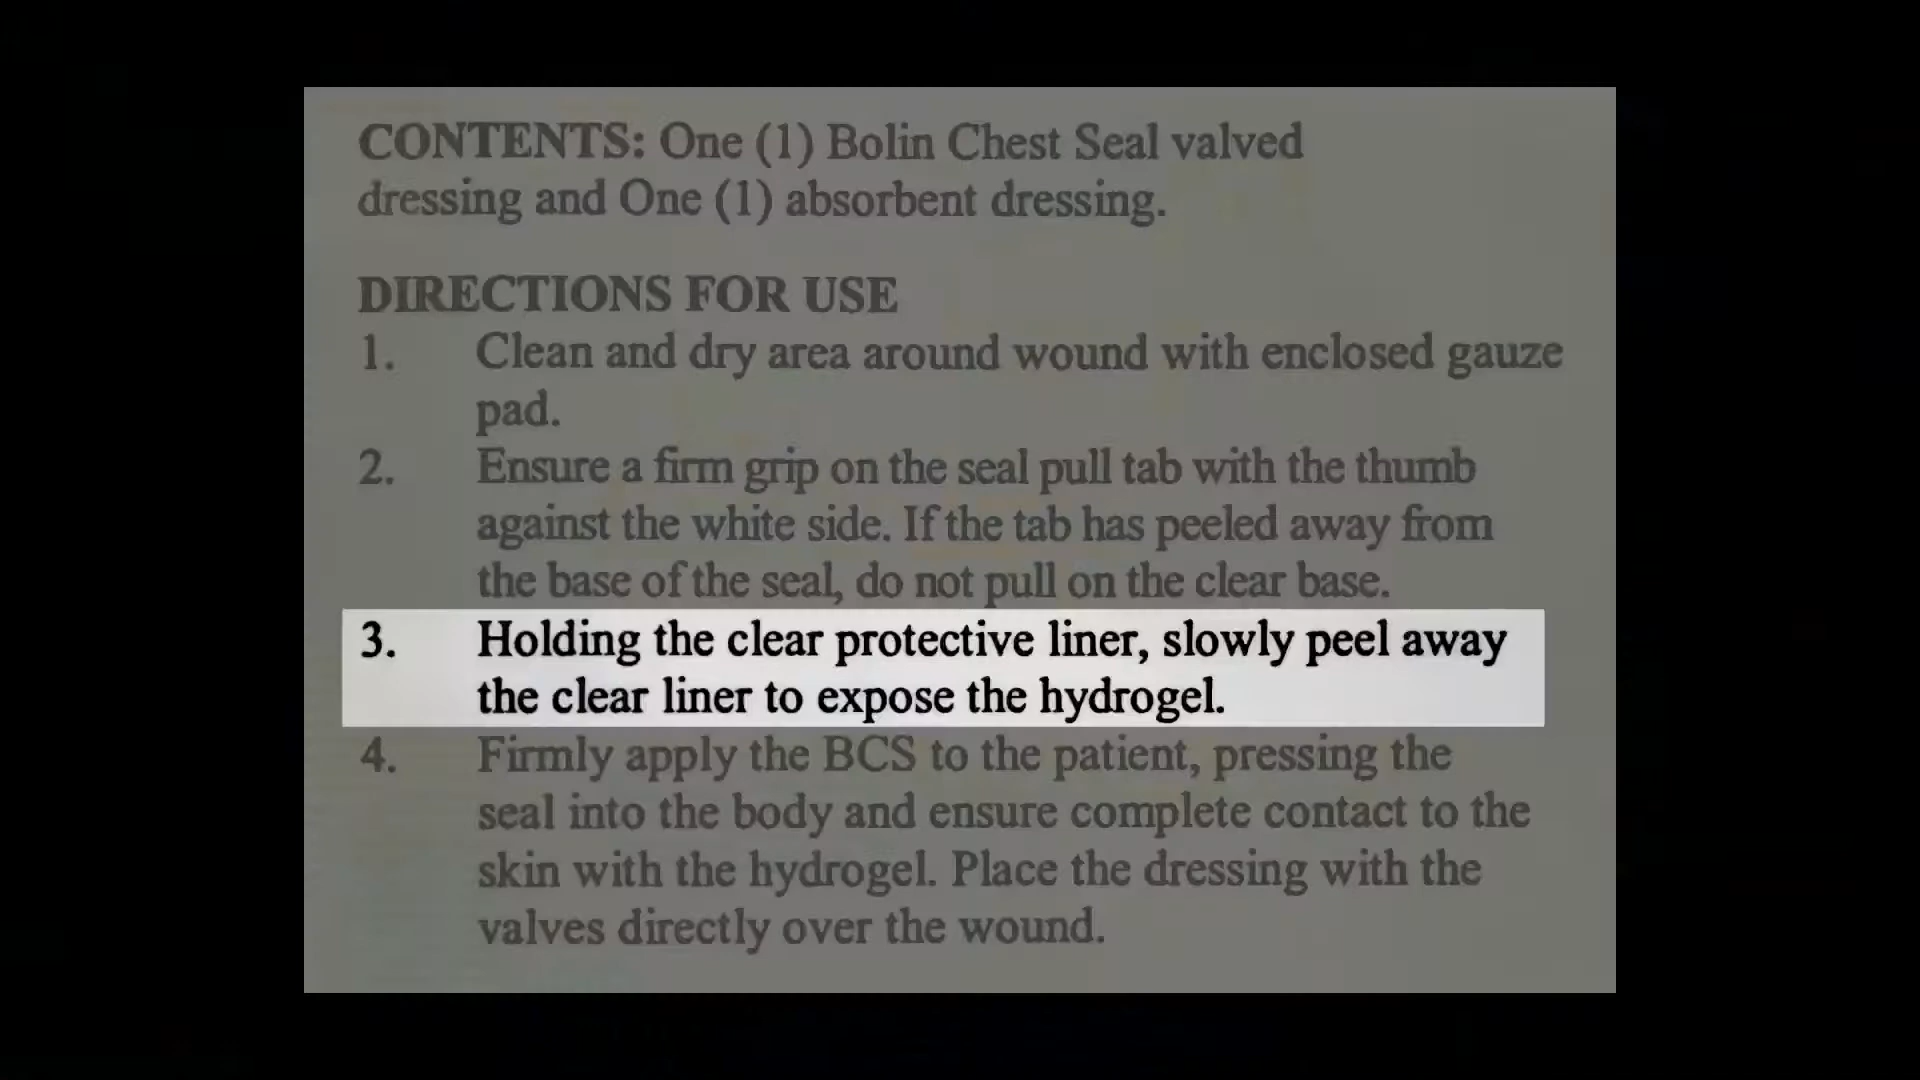 CONTENTS: One (1) Bolin Chest Seal valved
dressing and One (1) absorbent dressing.
DIRECTIONS FOR USE
1. Clean and dry area around wound with enclosed gauze
pad.
2. Ensure a firm grip on the seal pull tab with the thumb
against the white side. If the tab has peeled away from
the base of the seal, do not pull on the clear base.
3. Holding the clear protective liner, slowly peel away
the clear liner to expose the hydrogel.
4. Firmly apply the BCS to the patient, pressing the
seal into the body and ensure complete contact to the
skin with the hydrogel. Place the dressing with the
valves directly over the wound.